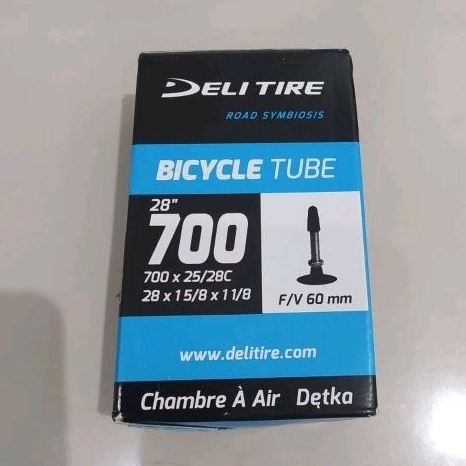 DELI TIRE
ROAD SYMBIOSIS
BICYCLE TUBE
28"
700
700 x 25/28C
28 x 1 5/8 x 1 1/8
F/V 60 mm
www.delitire.com
Chambre À Air Dętka